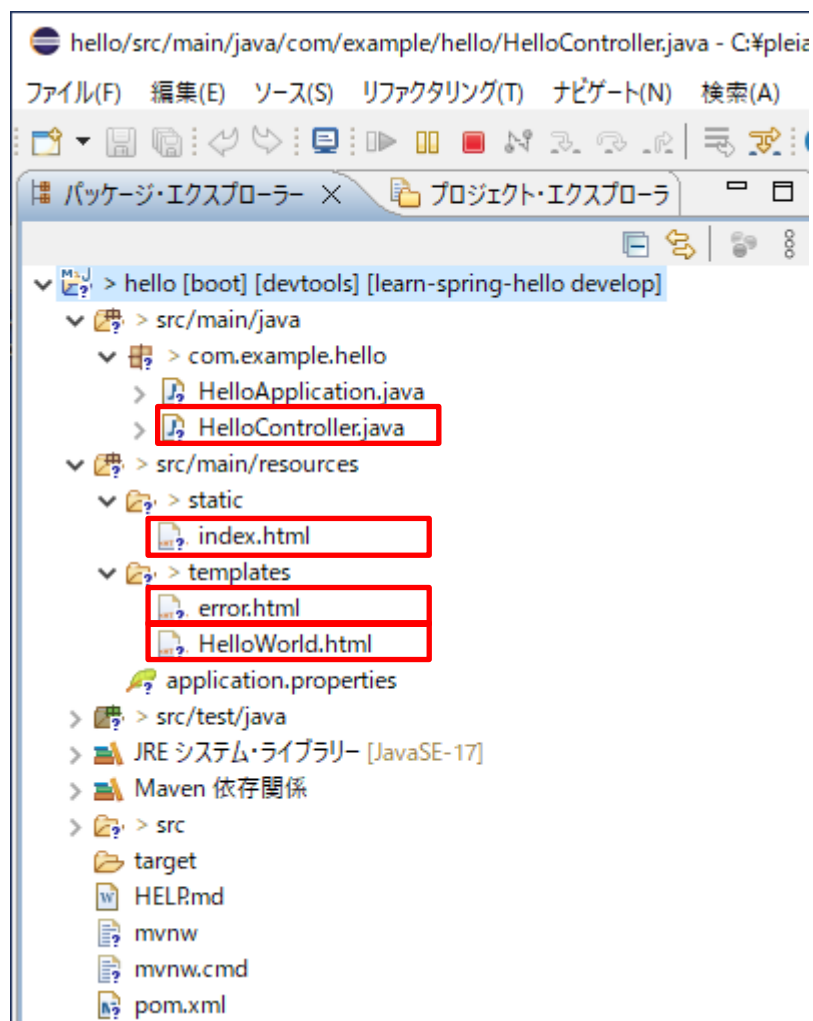 hello/src/main/java/com/example/hello/HelloController.java - C:¥pleia
ファイル(F) 編集(E) ソース(S) リファクタリング(T) ナビゲート(N) 検索(A)
パッケージ・エクスプローラー プロジェクト・エクスプローラ
> hello [boot] [devtools] [learn-spring-hello develop]
> src/main/java
> com.example.hello
HelloApplication.java
HelloController.java
> src/main/resources
> static
index.html
> templates
error.html
HelloWorld.html
application.properties
> src/test/java
JRE システム・ライブラリー [JavaSE-17]
Maven 依存関係
> src
target
HELP.md
mvnw
mvnw.cmd
pom.xml